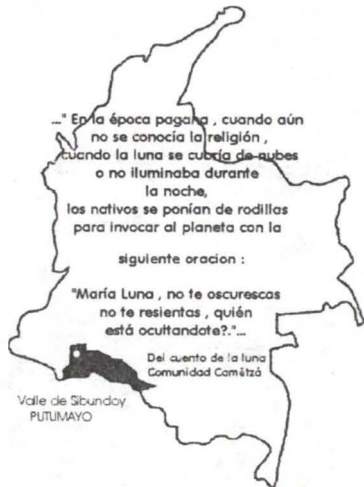 ..." En la época pagana , cuando aún
no se conocía la religión ,
cuando la luna se cubría de nubes
o no iluminaba durante
la noche,
los nativos se ponían de rodillas
para invocar al planeta con la
siguiente oracion :
"María Luna , no te oscurescas
no te resientas , quién
está ocultandote?."...
Del cuento de la luna
Comunidad Camëtzá
Valle de Sibundoy
PUTUMAYO